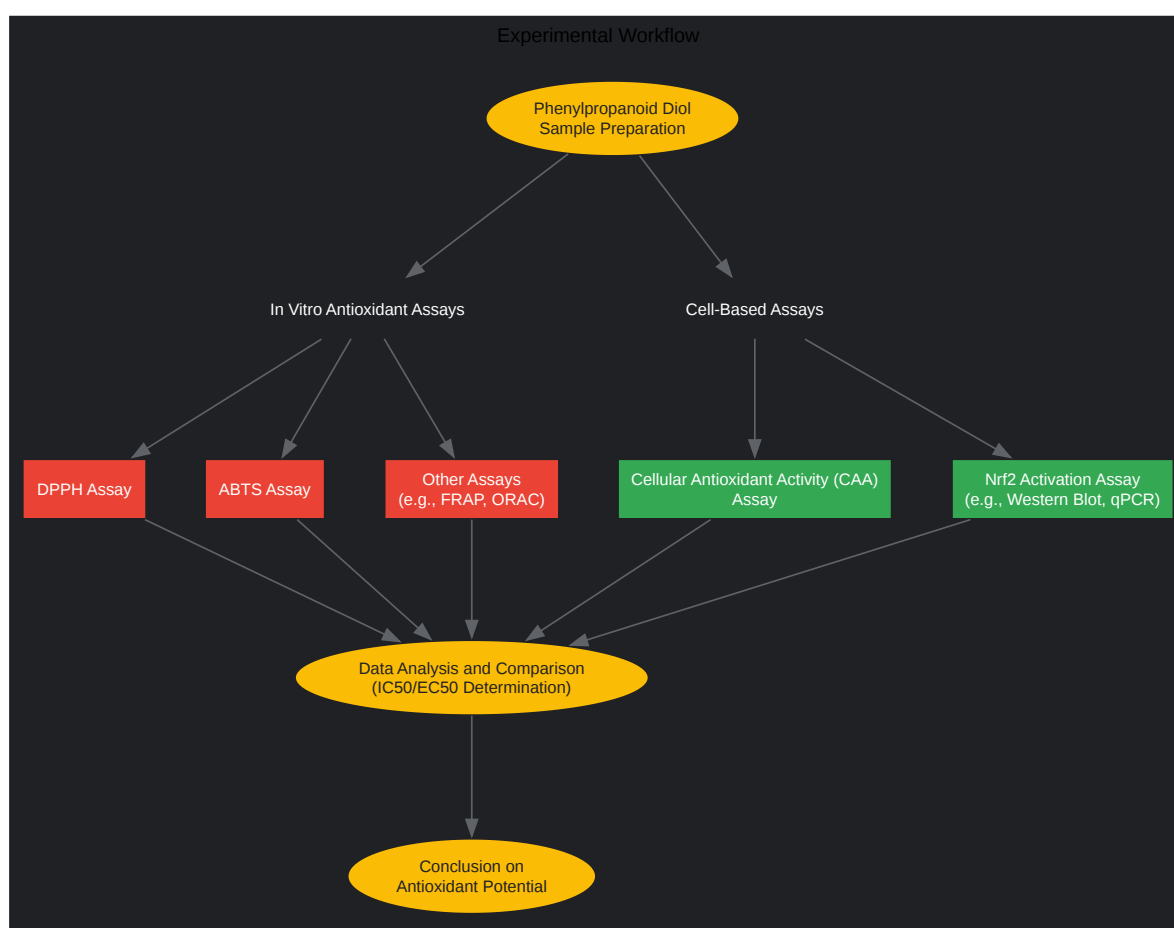 Experimental Workflow
Phenylpropanoid Diol
Sample Preparation
In Vitro Antioxidant Assays
Cell-Based Assays
DPPH Assay
ABTS Assay
Other Assays
(e.g., FRAP, ORAC)
Cellular Antioxidant Activity (CAA)
Assay
Nrf2 Activation Assay
(e.g., Western Blot, qPCR)
Data Analysis and Comparison
(IC50/EC50 Determination)
Conclusion on
Antioxidant Potential